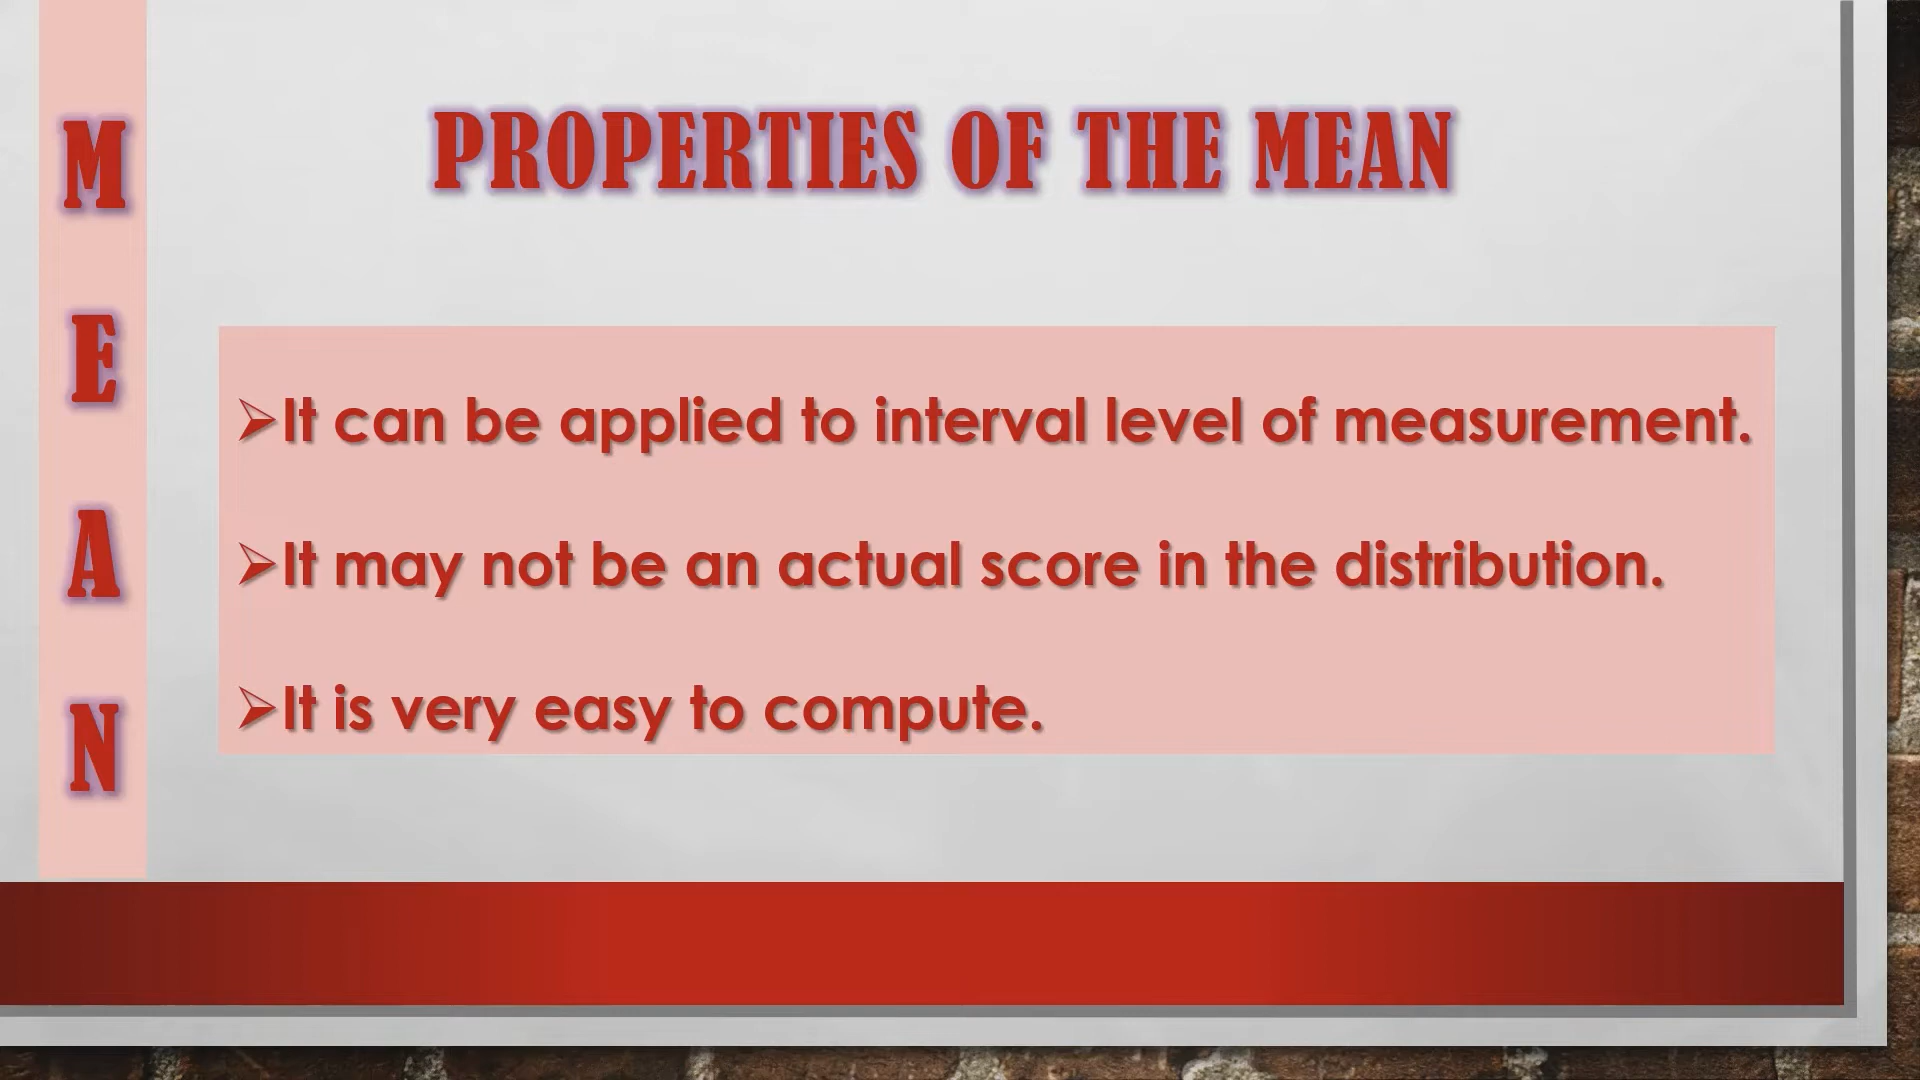 M
E
A
N
PROPERTIES OF THE MEAN
➢It can be applied to interval level of measurement.
➢It may not be an actual score in the distribution.
➢It is very easy to compute.